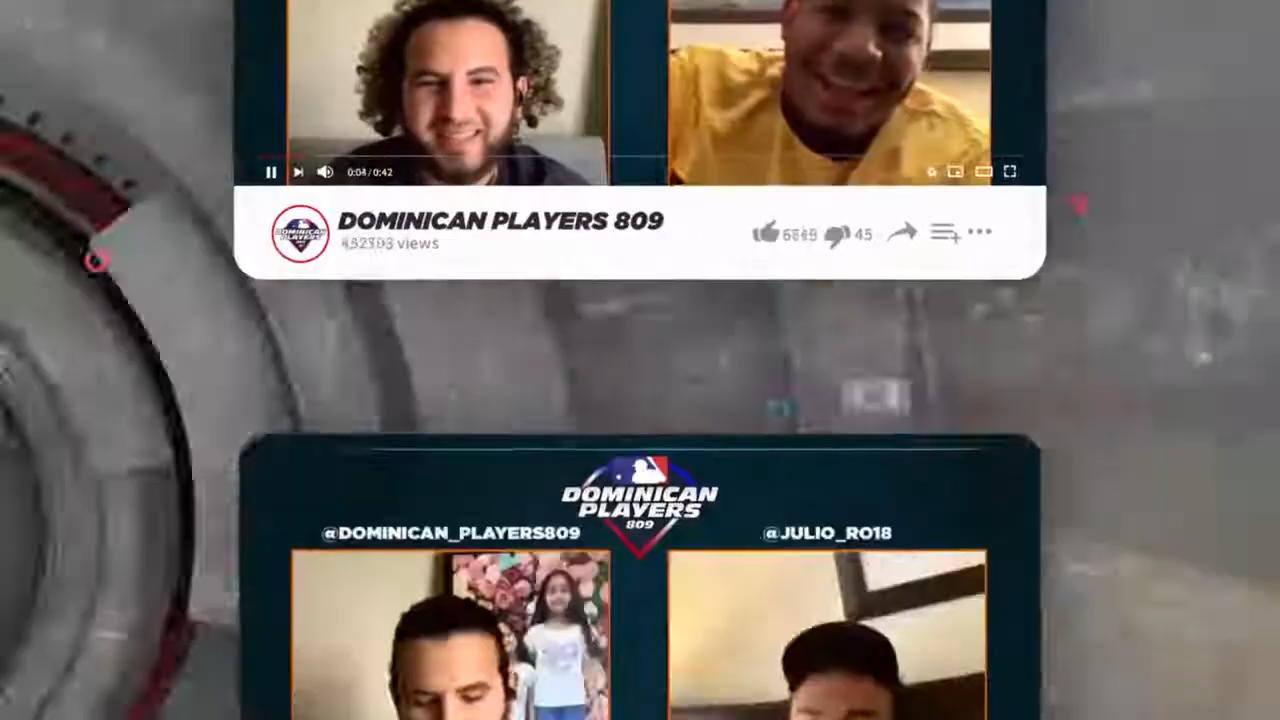 0:04 / 0:42
DOMINICAN PLAYERS 809
views
45
DOMINICAN
PLAYERS
809
@DOMINICAN_PLAYERS809
@JULIO_RO18